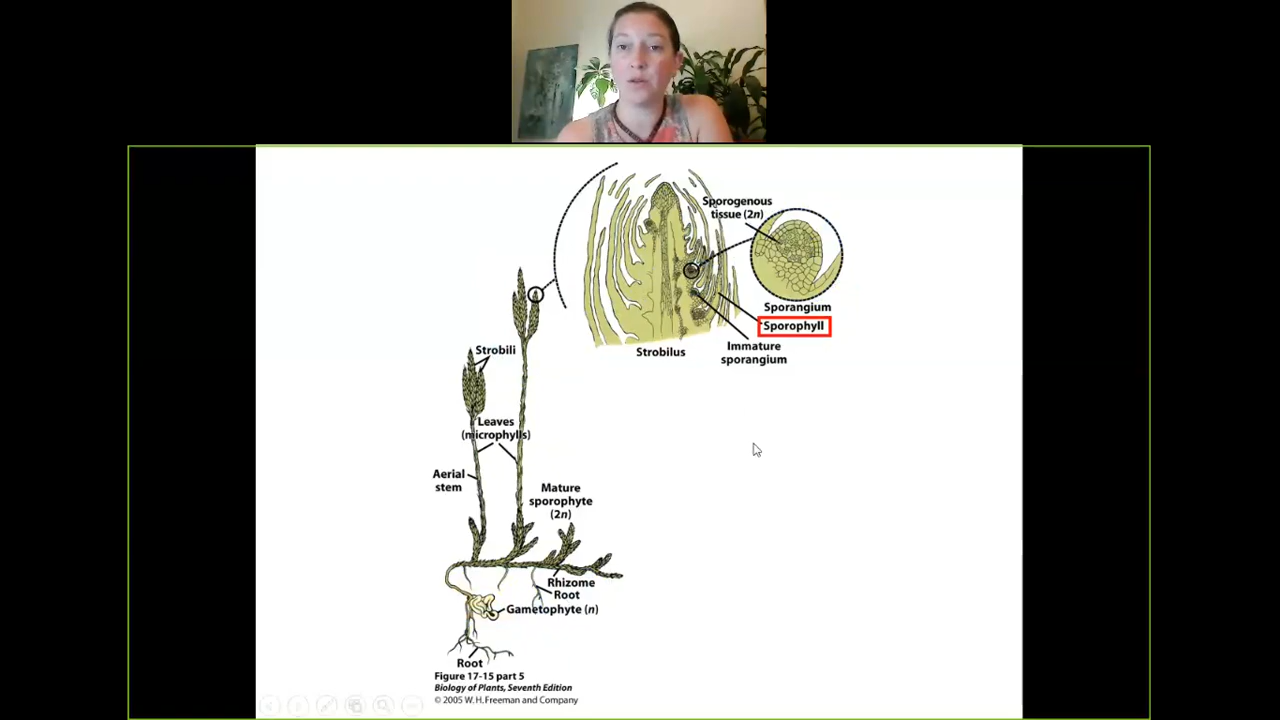 Sporogenous
tissue (2n)
Sporangium
Sporophyll
Immature
sporangium
Strobilus
Strobili
Leaves
(microphylls)
Aerial
stem
Mature
sporophyte
(2n)
Rhizome
Root
Gametophyte (n)
Root
Figure 17-15 part 5
Biology of Plants, Seventh Edition
© 2005 W. H. Freeman and Company